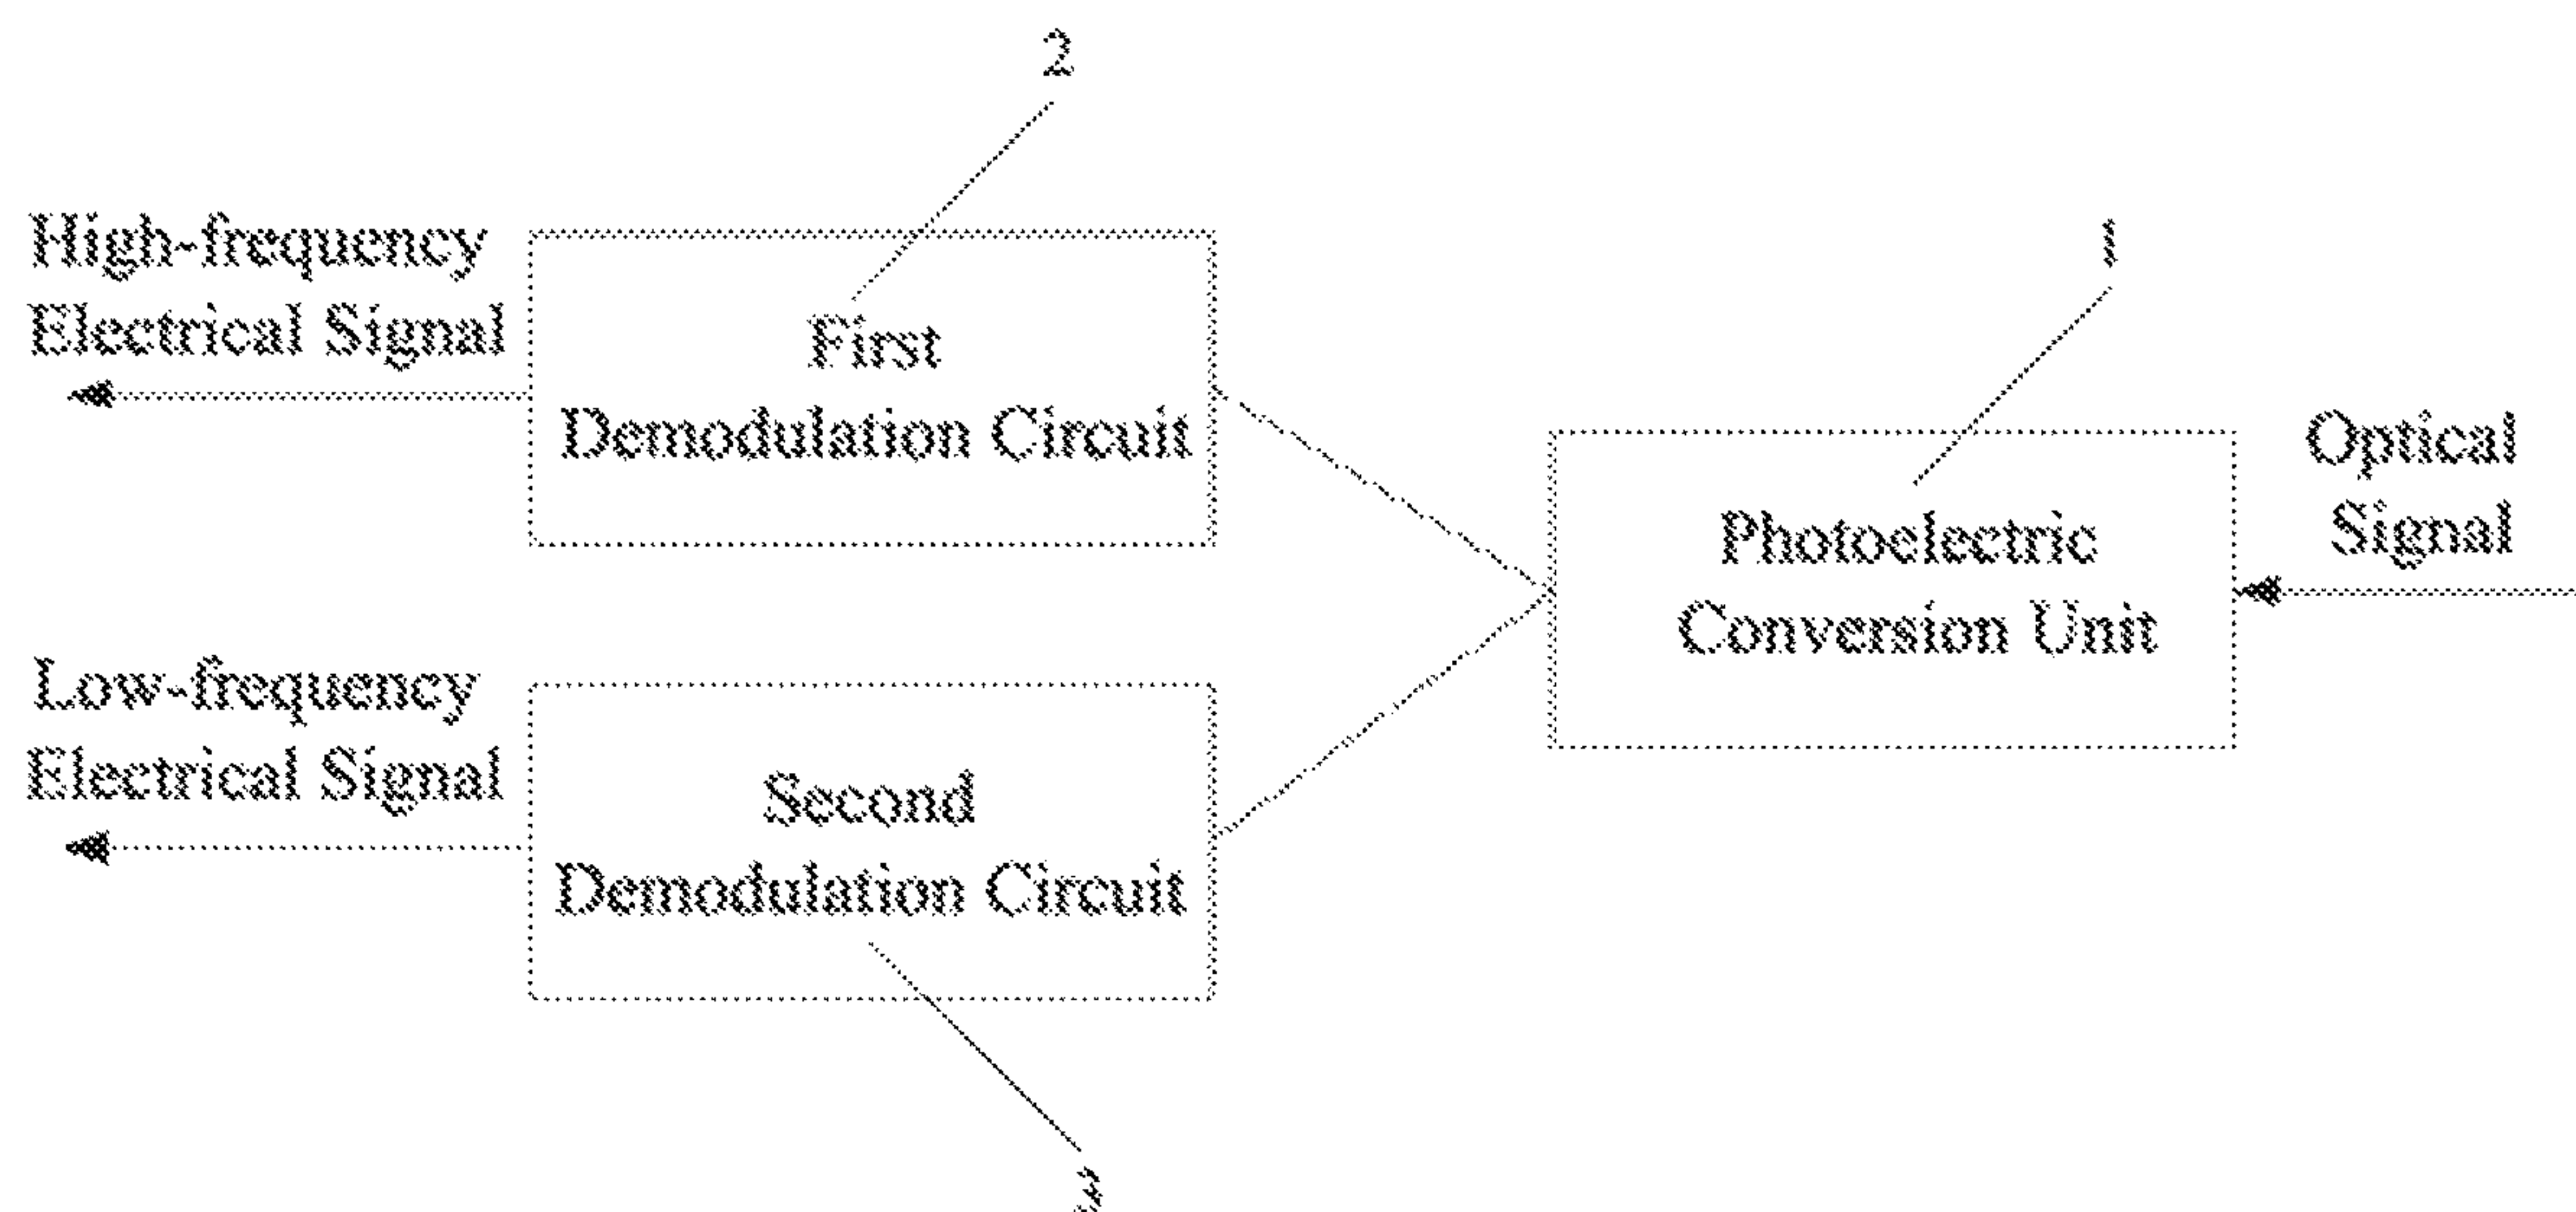 2
High-frequency
Electrical Signal
First
Demodulation Circuit
1
Photoelectric
Conversion Unit
Optical
Signal
Low-frequency
Electrical Signal
Second
Demodulation Circuit
3